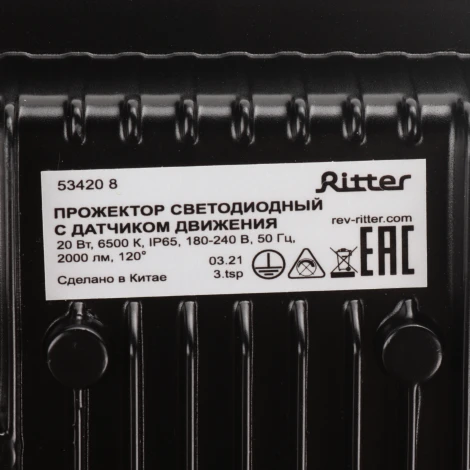 53420 8
Ritter
ПРОЖЕКТОР СВЕТОДИОДНЫЙ
rev-ritter.com
С ДАТЧИКОМ ДВИЖЕНИЯ
20 Вт, 6500 К, IP65, 180-240 В, 50 Гц,
2000 лм, 120°
03.21
EAC
Сделано в Китае
3.tsp